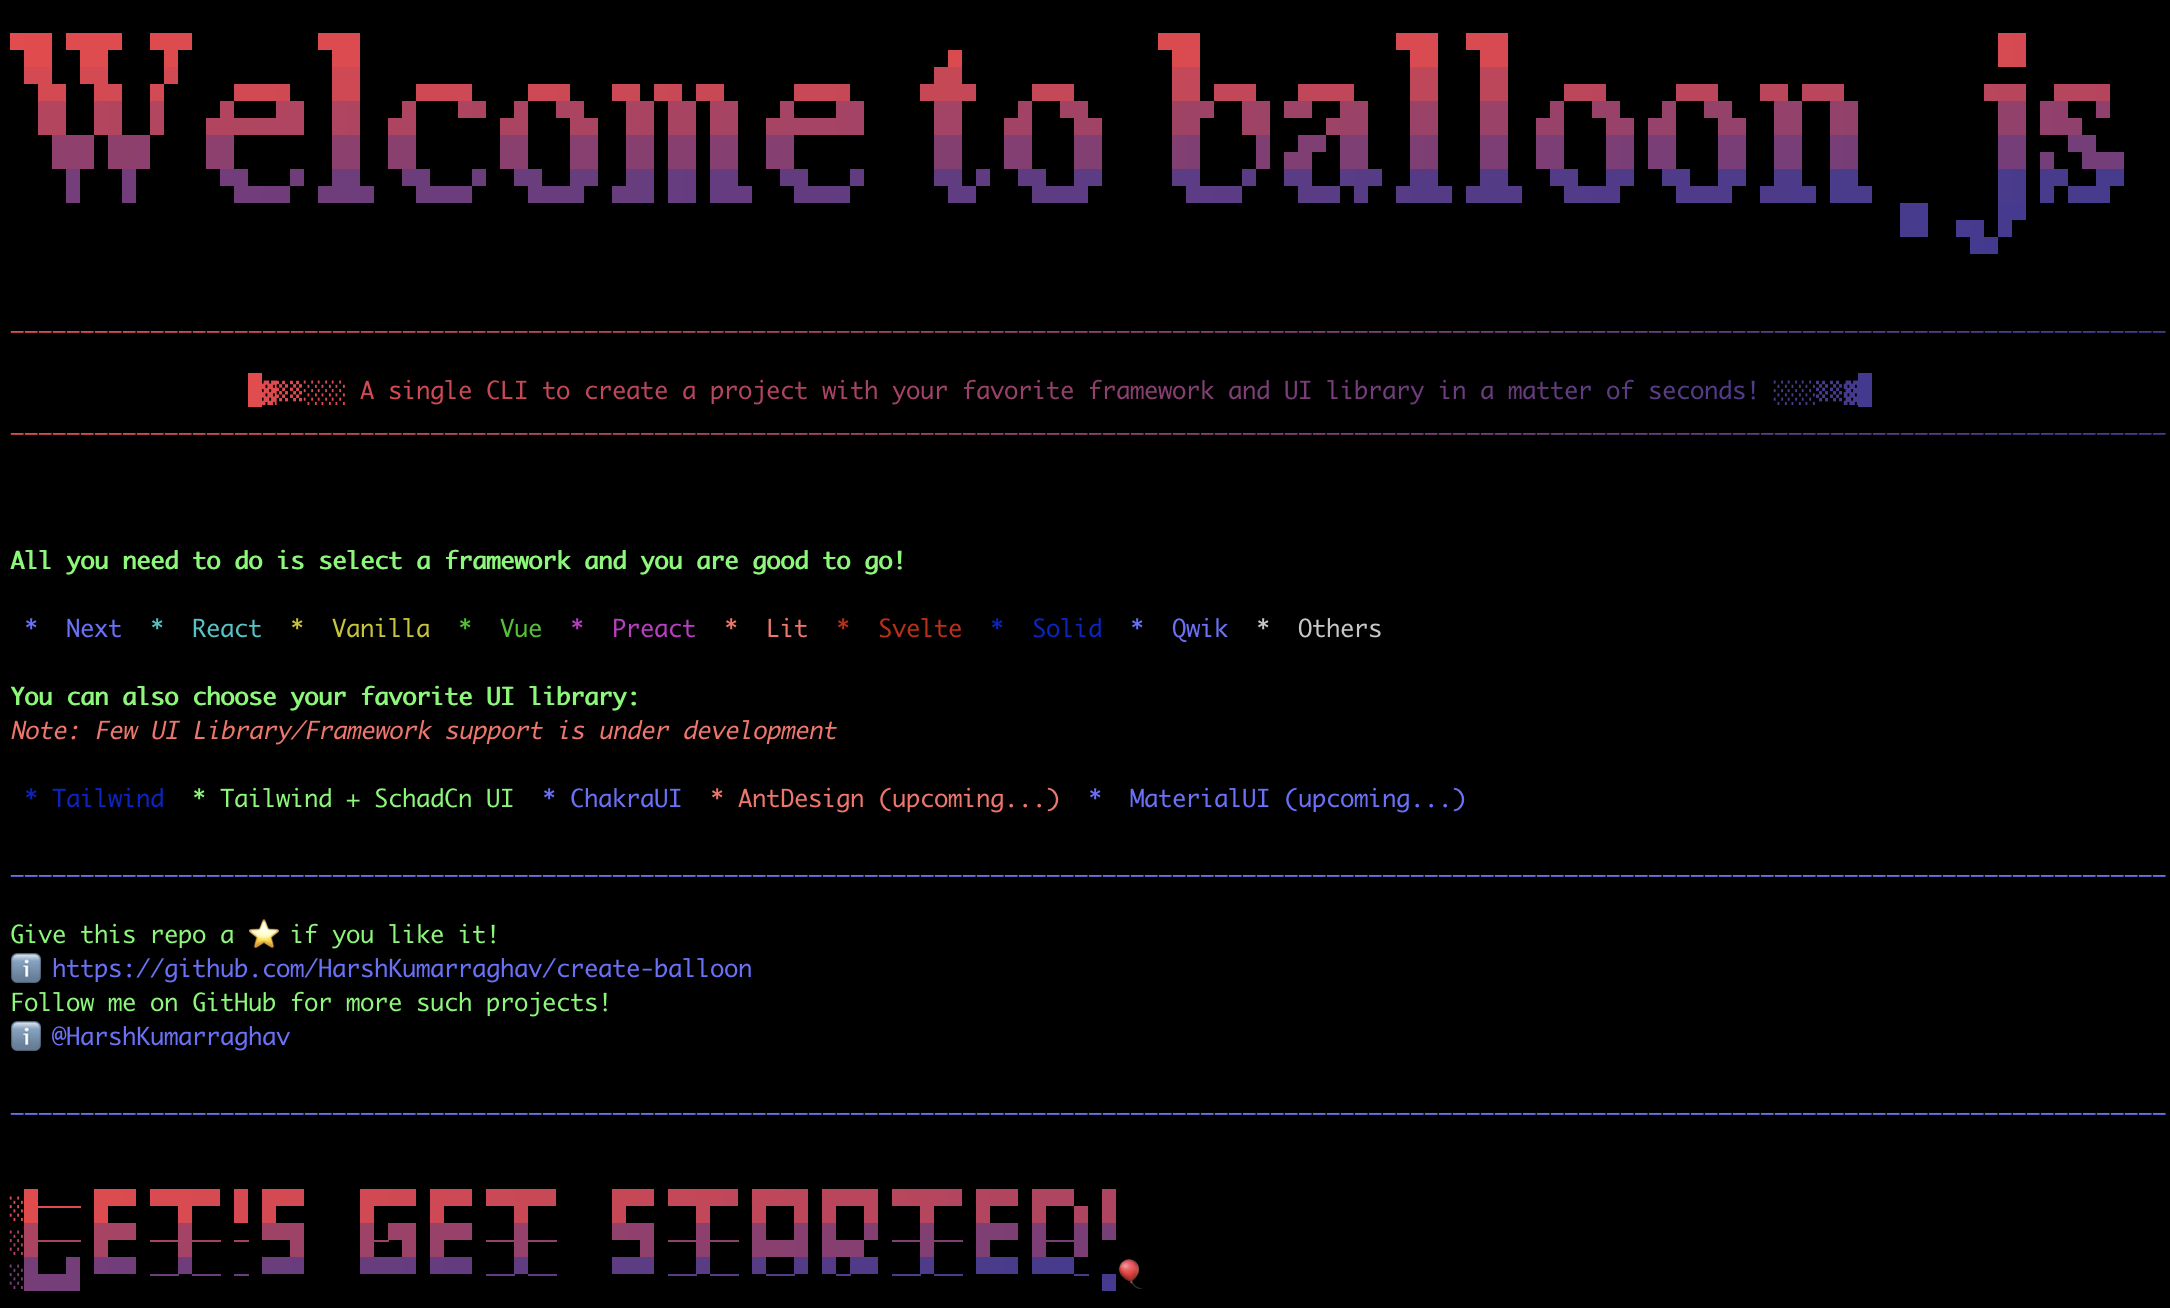 Welcome to balloon.js
A single CLI to create a project with your favorite framework and UI library in a matter of seconds!
All you need to do is select a framework and you are good to go!
* Next * React * Vanilla * Vue * Preact * Lit * Svelte * Solid * Qwik * Others
You can also choose your favorite UI library:
Note: Few UI Library/Framework support is under development
* Tailwind * Tailwind + SchadCn UI * ChakraUI * AntDesign (upcoming...) * MaterialUI (upcoming...)
Give this repo a ⭐ if you like it!
ℹ️ https://github.com/HarshKumarraghav/create-balloon
Follow me on GitHub for more such projects!
ℹ️ @HarshKumarraghav
LET'S GET STARTED!🎈